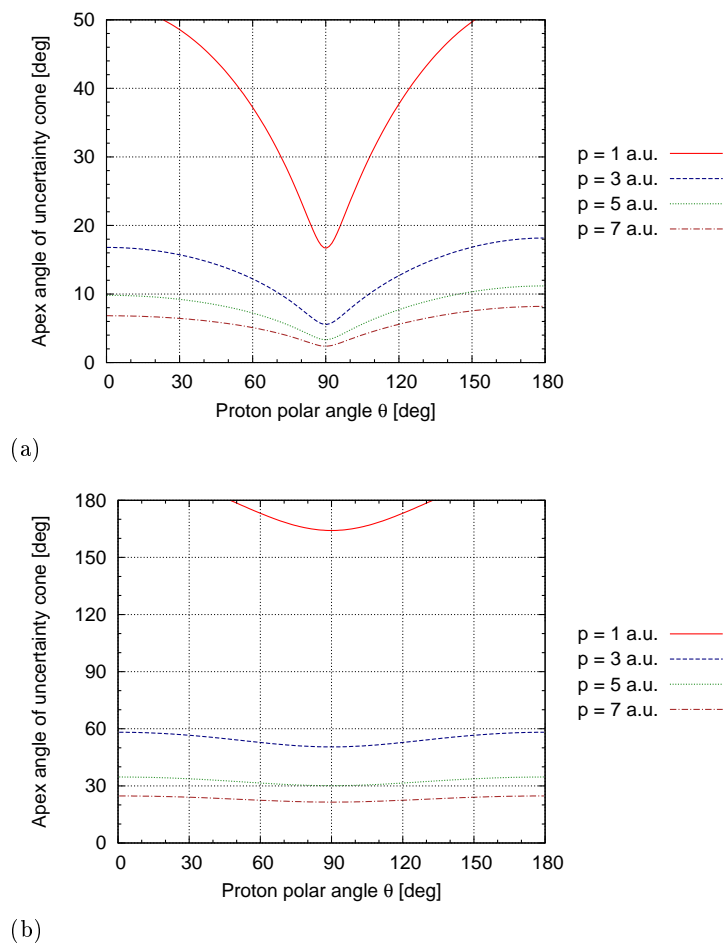 50
40
30
20
10
0
0 30 60 90 120 150 180
Apex angle of uncertainty cone [deg]
Proton polar angle θ [deg]
p = 1 a.u.
p = 3 a.u.
p = 5 a.u.
p = 7 a.u.
(a)
180
150
120
90
60
30
0
0 30 60 90 120 150 180
Apex angle of uncertainty cone [deg]
Proton polar angle θ [deg]
p = 1 a.u.
p = 3 a.u.
p = 5 a.u.
p = 7 a.u.
(b)